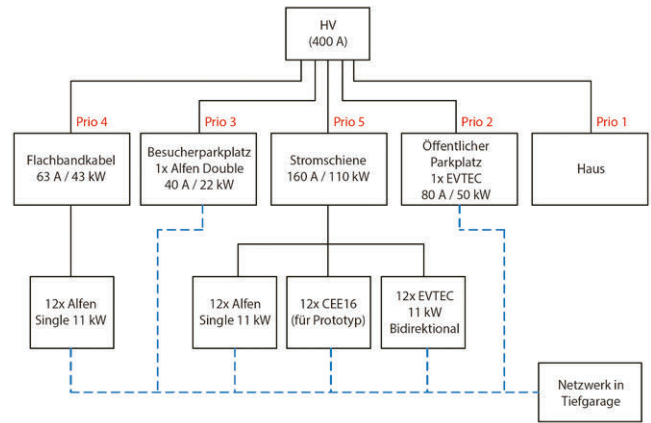 HV
(400 A)
Prio 4
Prio 3
Prio 5
Prio 2
Prio 1
Flachbandkabel
63 A / 43 kW
Besucherparkplatz
1x Alfen Double
40 A / 22 kW
Stromschiene
160 A / 110 kW
Öffentlicher
Parkplatz
1x EVTEC
80 A / 50 kW
Haus
12x Alfen
Single 11 kW
12x Alfen
Single 11 kW
12x CEE16
(für Prototyp)
12x EVTEC
11 kW
Bidirektional
Netzwerk in
Tiefgarage